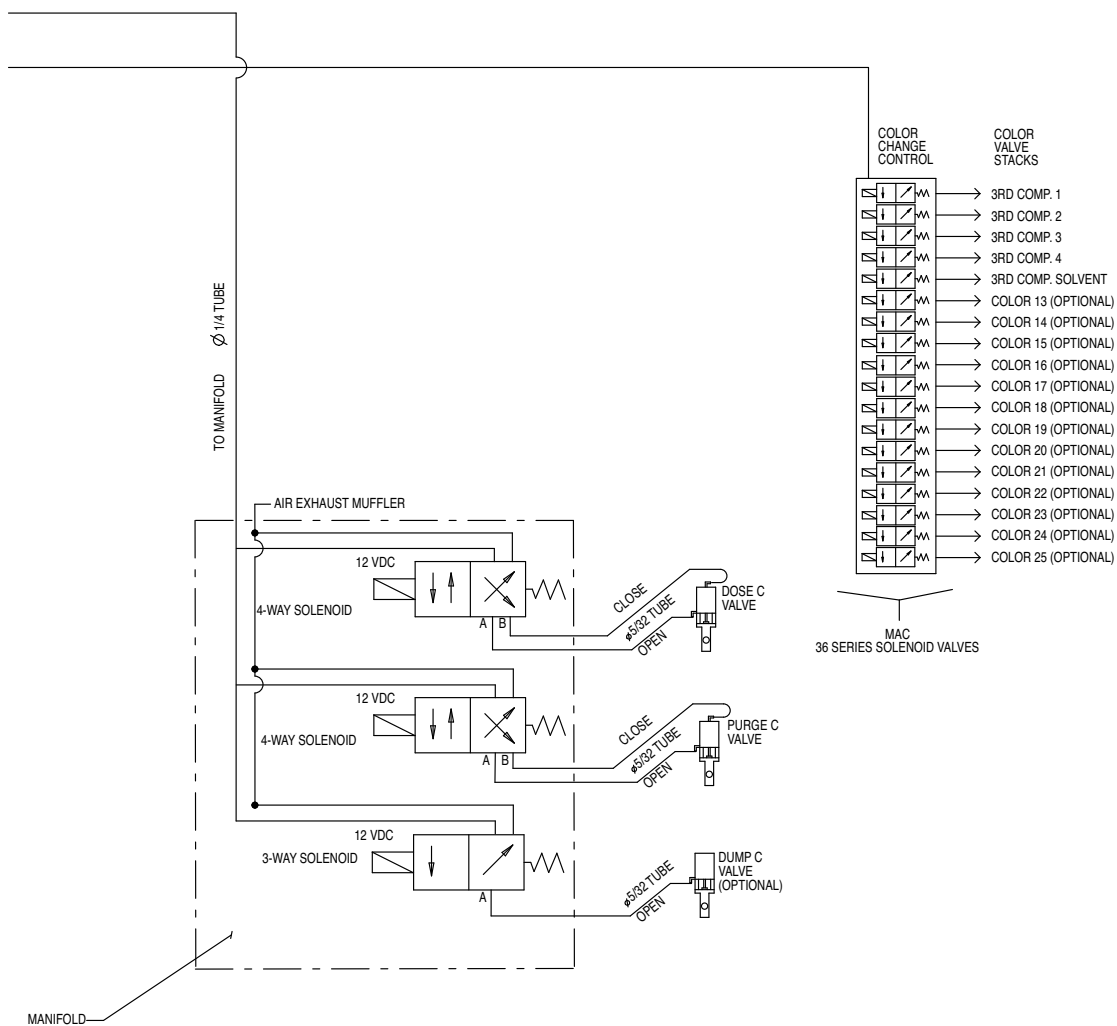 COLOR
CHANGE
CONTROL
COLOR
VALVE
STACKS
3RD COMP. 1
3RD COMP. 2
3RD COMP. 3
3RD COMP. 4
3RD COMP. SOLVENT
COLOR 13 (OPTIONAL)
COLOR 14 (OPTIONAL)
COLOR 15 (OPTIONAL)
COLOR 16 (OPTIONAL)
COLOR 17 (OPTIONAL)
COLOR 18 (OPTIONAL)
COLOR 19 (OPTIONAL)
COLOR 20 (OPTIONAL)
COLOR 21 (OPTIONAL)
COLOR 22 (OPTIONAL)
COLOR 23 (OPTIONAL)
COLOR 24 (OPTIONAL)
COLOR 25 (OPTIONAL)
MAC
36 SERIES SOLENOID VALVES
TO MANIFOLD Ø 1/4 TUBE
AIR EXHAUST MUFFLER
12 VDC
4-WAY SOLENOID
A B
CLOSE
ø5/32 TUBE
OPEN
DOSE C
VALVE
12 VDC
4-WAY SOLENOID
A B
CLOSE
ø5/32 TUBE
OPEN
PURGE C
VALVE
12 VDC
3-WAY SOLENOID
A
ø5/32 TUBE
OPEN
DUMP C
VALVE
(OPTIONAL)
MANIFOLD